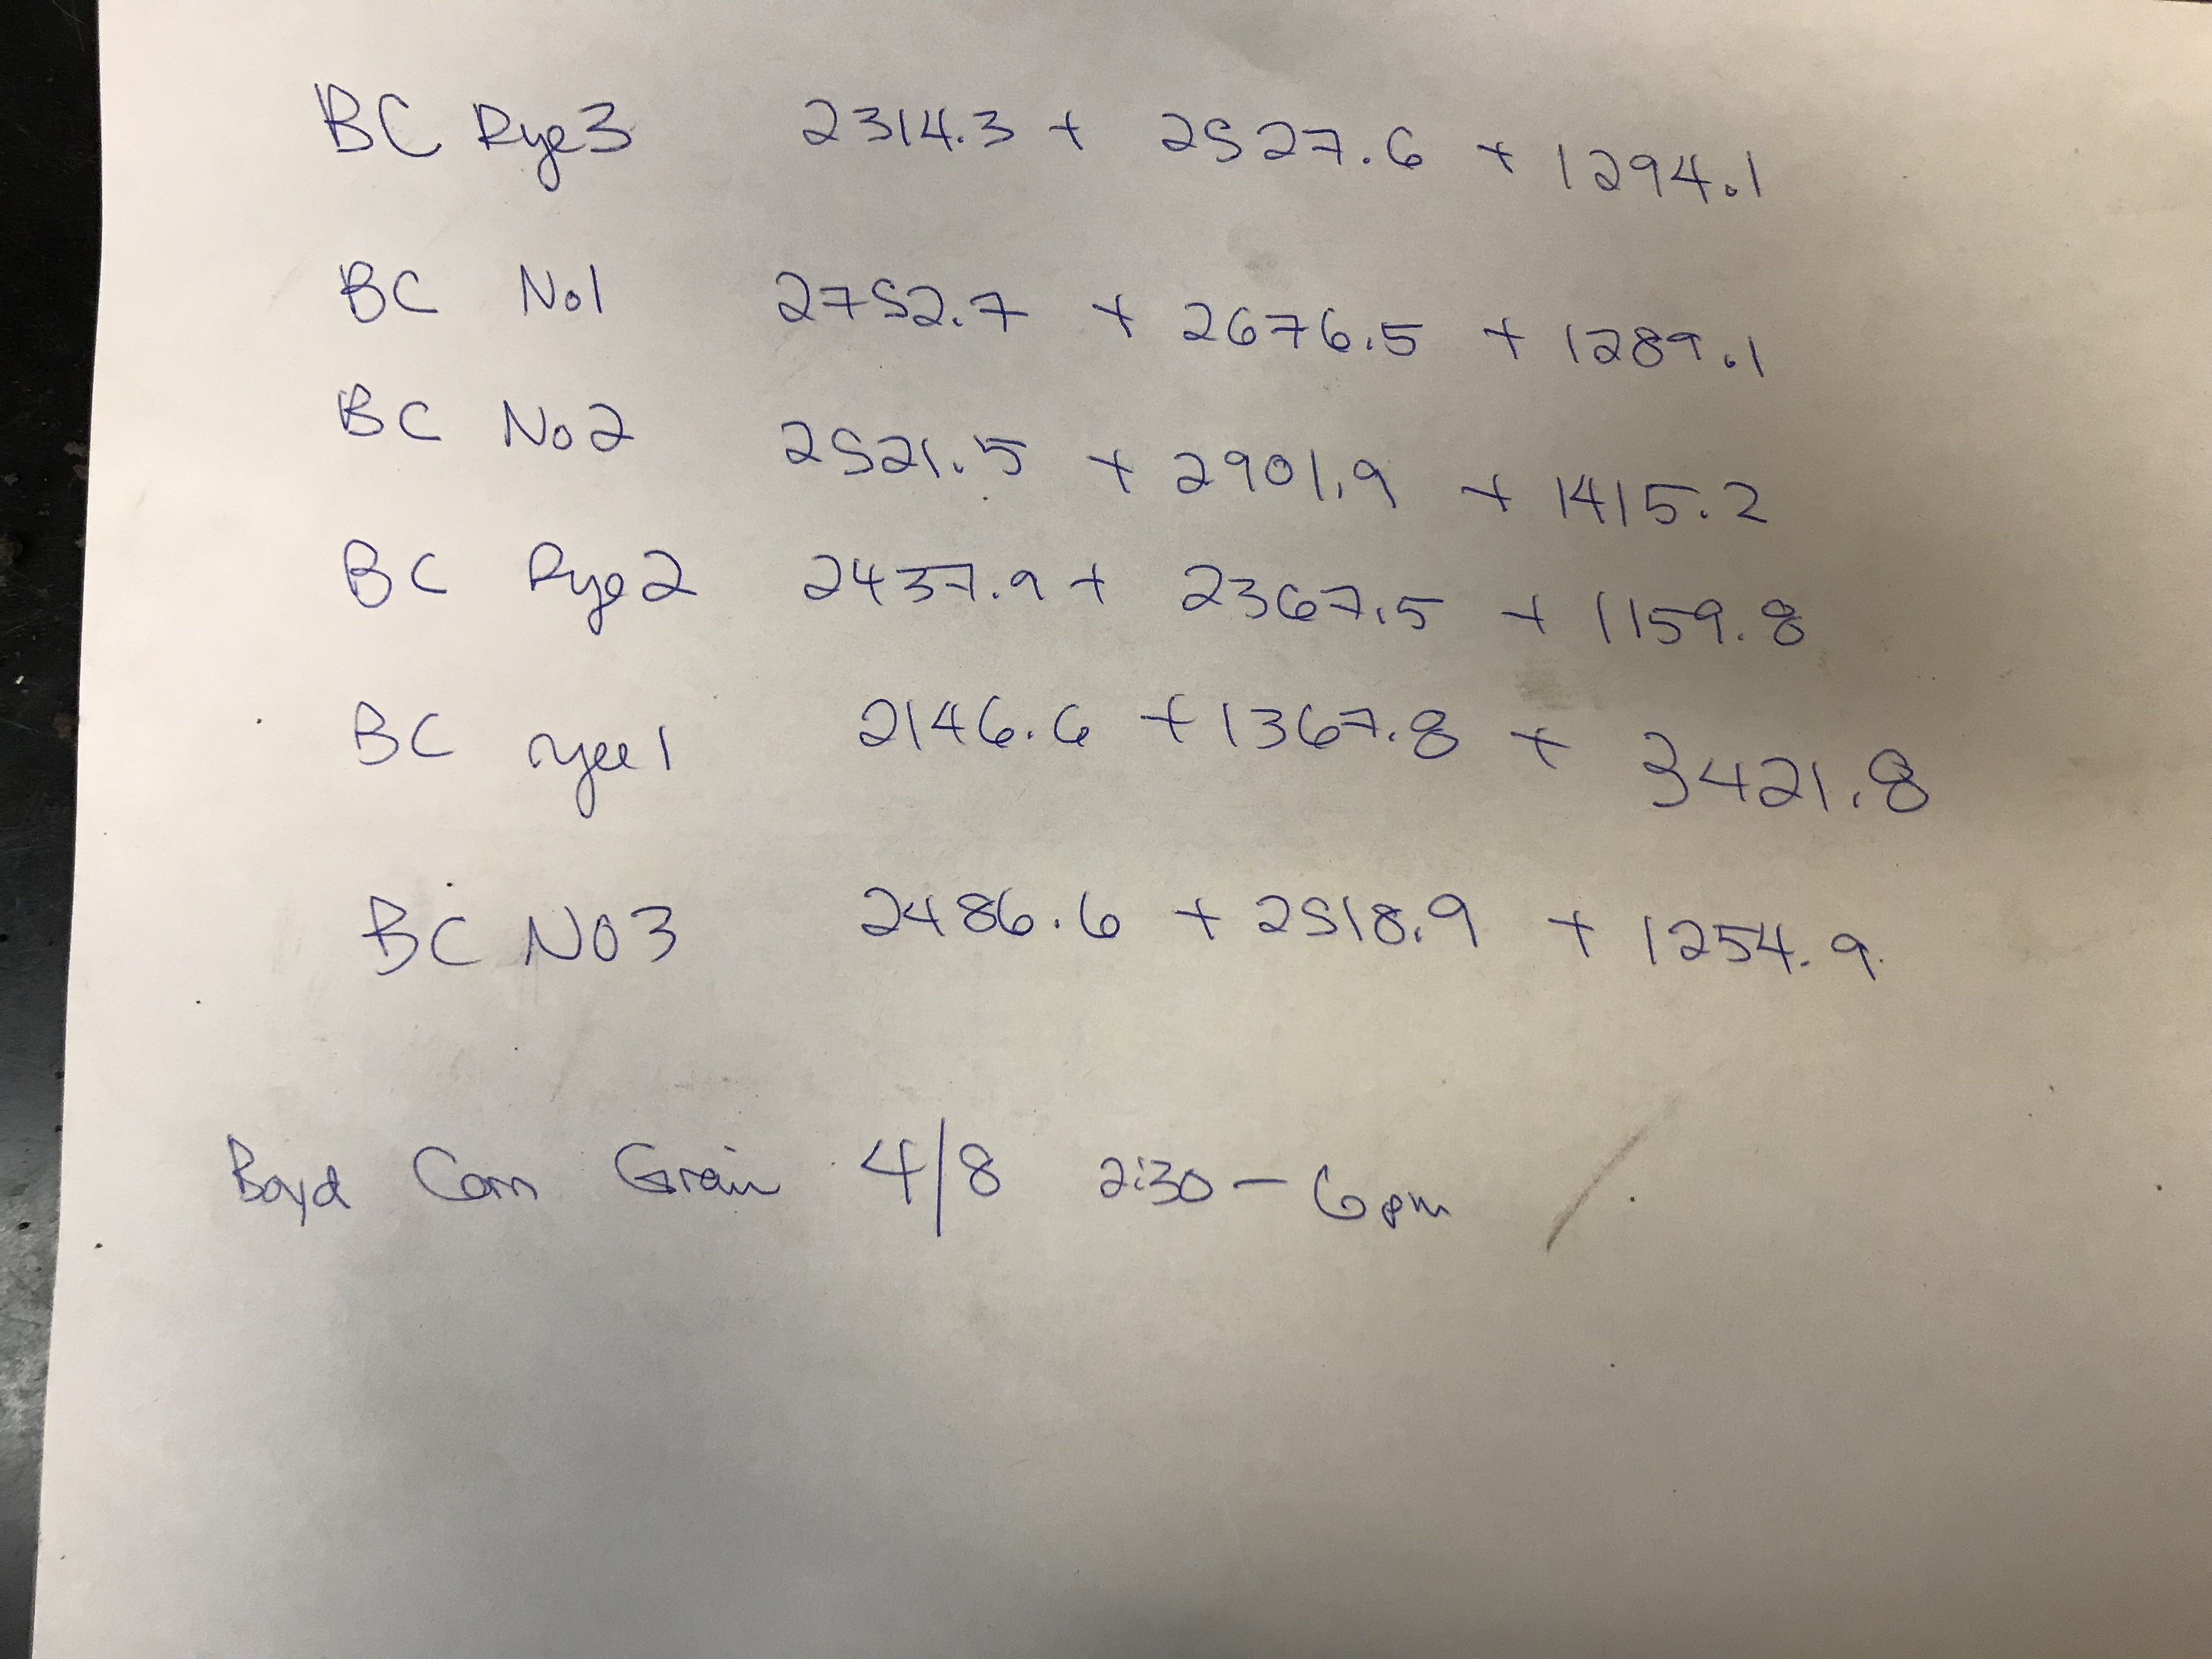 BC Rye3 2314.3 + 2527.6 + 1294.1
BC No1 2752.7 + 2676.5 + 1289.1
BC No2 2521.5 + 2901.9 + 1415.2
BC Rye2 2437.9 + 2367.5 + 1159.8
BC rye1 2146.6 + 1367.8 + 3421.8
BC NO3 2486.6 + 2518.9 + 1254.9
Boyd Corn Grain 4/8 2:30 - 6pm